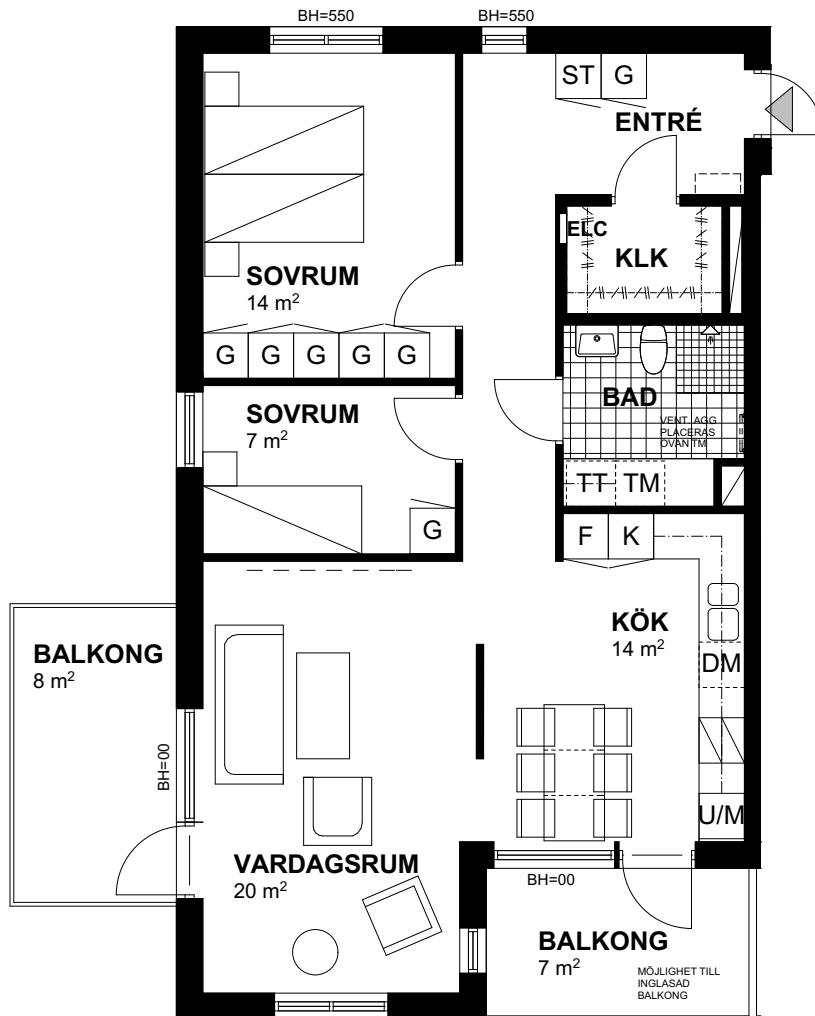 BH=550
BH=550
ST
G
ENTRÉ
ELC
KLK
SOVRUM
14 m²
G
G
G
G
G
BAD
VENT. AGG
PLACERAS
OVAN TM
SOVRUM
7 m²
TT
TM
G
F
K
KÖK
14 m²
BALKONG
8 m²
DM
BH=00
U/M
VARDAGSRUM
20 m²
BH=00
BALKONG
7 m²
MÖJLIGHET TILL
INGLASAD
BALKONG